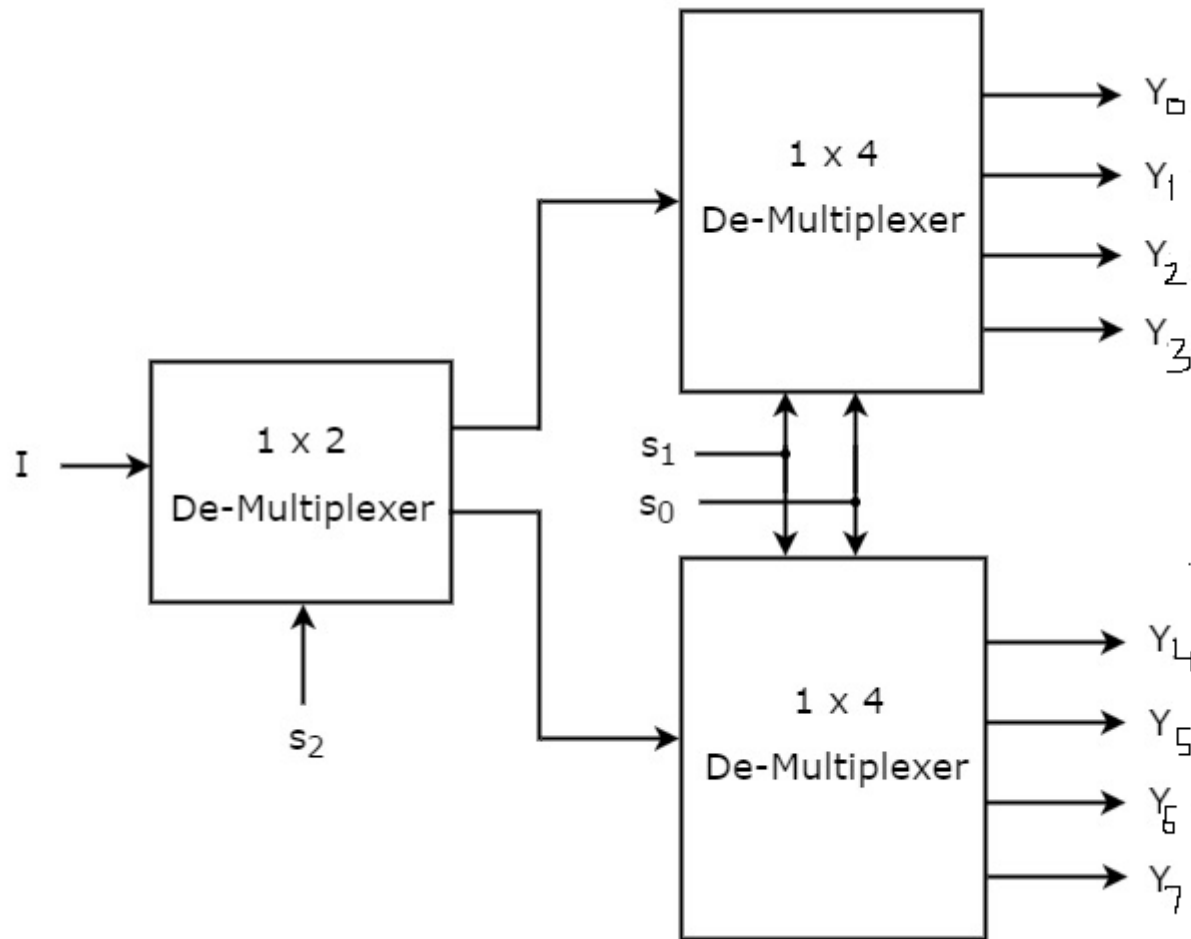 Y0
Y1
Y2
Y3
1 x 4
De-Multiplexer
1 x 2
De-Multiplexer
I
s2
s1
s0
1 x 4
De-Multiplexer
Y4
Y5
Y6
Y7